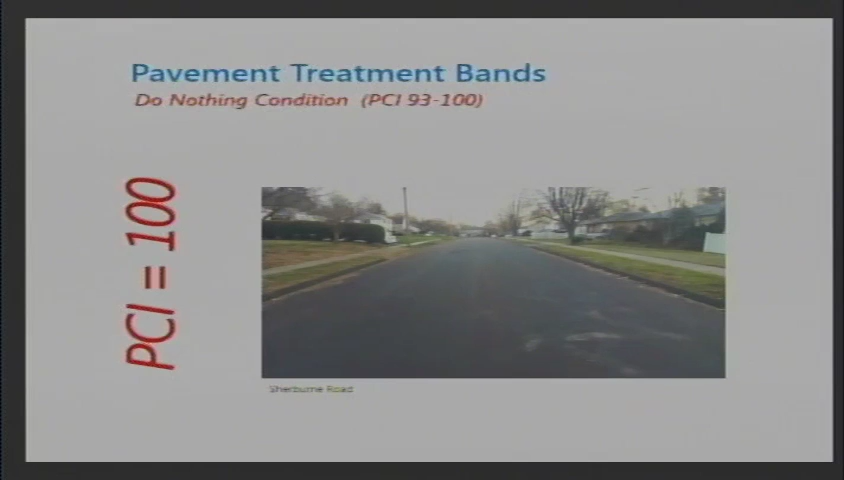 Pavement Treatment Bands
Do Nothing Condition (PCI 93-100)
PCI = 100
Sherburne Road